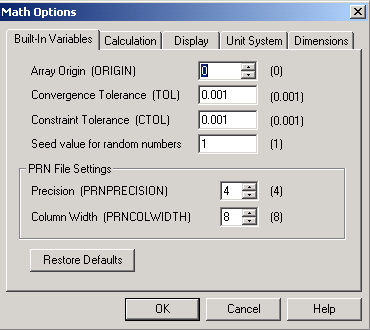 Math Options
Built-In Variables Calculation Display Unit System Dimensions
Array Origin (ORIGIN) 0 (0)
Convergence Tolerance (TOL) 0.001 (0.001)
Constraint Tolerance (CTOL) 0.001 (0.001)
Seed value for random numbers 1 (1)
PRN File Settings
Precision (PRNPRECISION) 4 (4)
Column Width (PRNCOLWIDTH) 8 (8)
Restore Defaults
OK Cancel Help